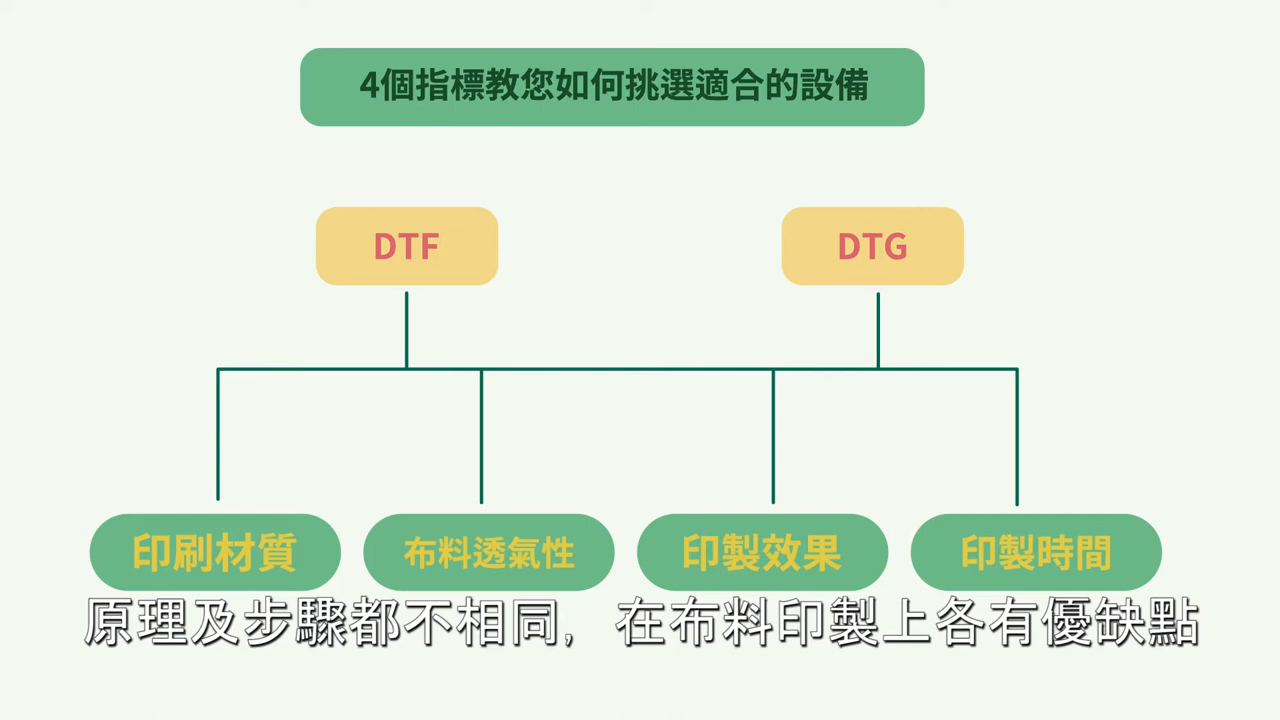 4個指標教您如何挑選適合的設備
DTF
DTG
印刷材質
布料透氣性
印製效果
印製時間
原理及步驟都不相同, 在布料印製上各有優缺點